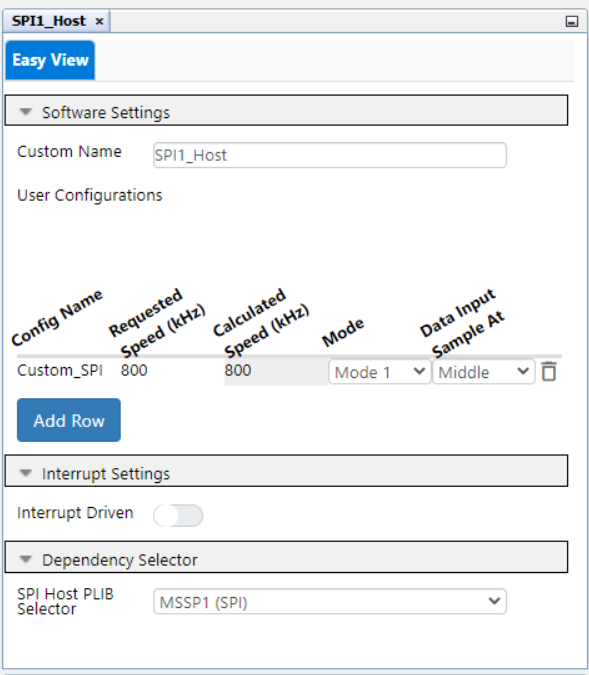 SPI1_Host ×
Easy View
Software Settings
Custom Name SPI1_Host
User Configurations
Config Name Requested Speed (kHz) Calculated Speed (kHz) Mode Data Input Sample At
Custom_SPI 800 800 Mode 1 Middle
Add Row
Interrupt Settings
Interrupt Driven
Dependency Selector
SPI Host PLIB
Selector
MSSP1 (SPI)